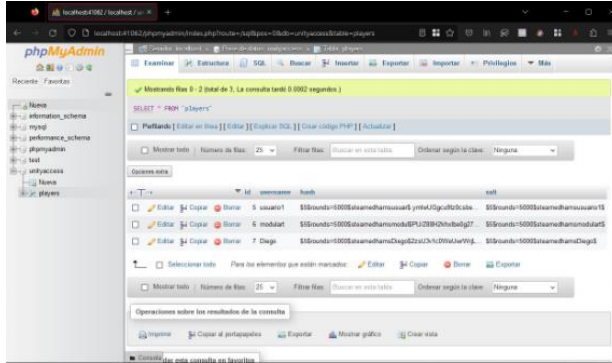 localhost:41062 / localhost /
localhost:41062/phpmyadmin/index.php?route=/sql&pos=0&db=unityaccess&table=players
phpMyAdmin
Reciente Favoritas
Nueva
information_schema
mysql
performance_schema
phpmyadmin
test
unityaccess
Nueva
players
Examinar Estructura SQL Buscar Insertar Exportar Importar Privilegios Más
Mostrando filas 0 - 2 (total de 3, La consulta tardó 0.0002 segundos.)
SELECT * FROM `players`
Perfilando [ Editar en línea ] [ Editar ] [ Explicar SQL ] [ Crear código PHP ] [ Actualizar ]
Mostrar todo Número de filas: 25 Filtrar filas: Buscar en esta tabla Ordenar según la clave: Ninguna
Opciones extra
id username hash salt
Editar Copiar Borrar 5 usuario1
Editar Copiar Borrar 6 modulart
Editar Copiar Borrar 7 Diego
Seleccionar todo Para los elementos que están marcados: Editar Copiar Borrar Exportar
Mostrar todo Número de filas: 25 Filtrar filas: Buscar en esta tabla Ordenar según la clave: Ninguna
Operaciones sobre los resultados de la consulta
Imprimir Copiar al portapapeles Exportar Mostrar gráfico Crear vista
Consola
dar esta consulta en favoritos